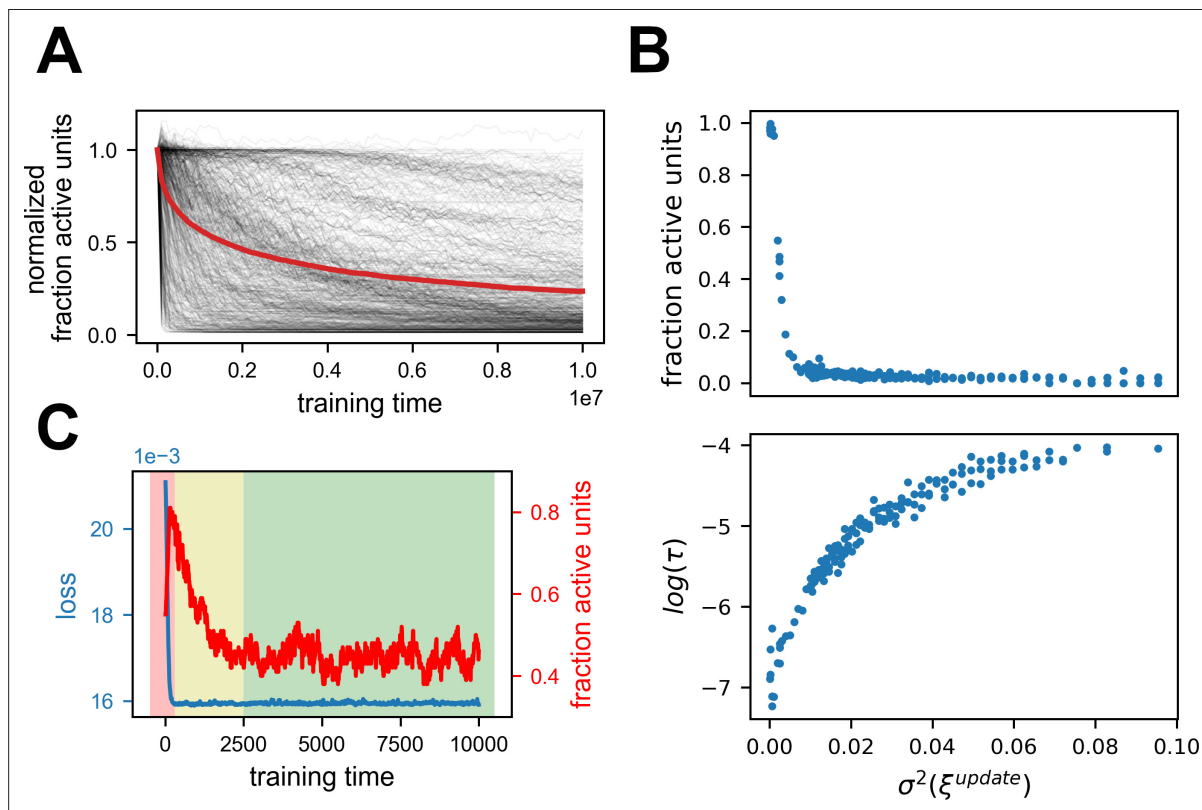 A
normalized
fraction active units
1.0
0.5
0.0
0.0
0.2
0.4
0.6
0.8
1.0
1e7
training time
B
fraction active units
1.0
0.8
0.6
0.4
0.2
0.0
log(τ)
−4
−5
−6
−7
0.00
0.02
0.04
0.06
0.08
0.10
σ²(ξ^update)
C
1e−3
loss
20
18
16
0.8
0.6
0.4
fraction active units
0
2500
5000
7500
10000
training time